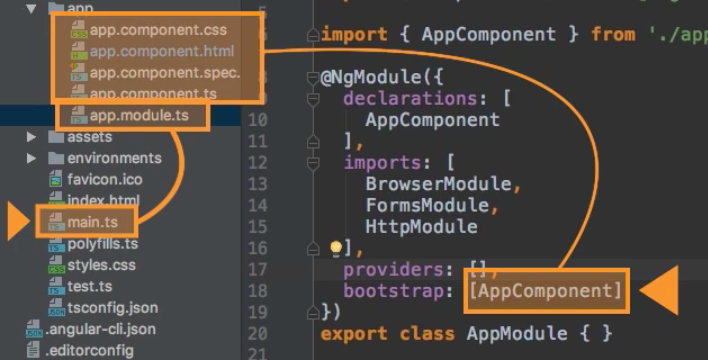 app
app.component.css
app.component.html
app.component.spec.
app.component.ts
app.module.ts
assets
environments
favicon.ico
index.html
main.ts
polyfills.ts
styles.css
test.ts
tsconfig.json
.angular-cli.json
.editorconfig
5
6 import { AppComponent } from './app
7
8 @NgModule({
9 declarations: [
10 AppComponent
11 ],
12 imports: [
13 BrowserModule,
14 FormsModule,
15 HttpModule
16 ],
17 providers: [],
18 bootstrap: [AppComponent]
19 })
20 export class AppModule { }
21